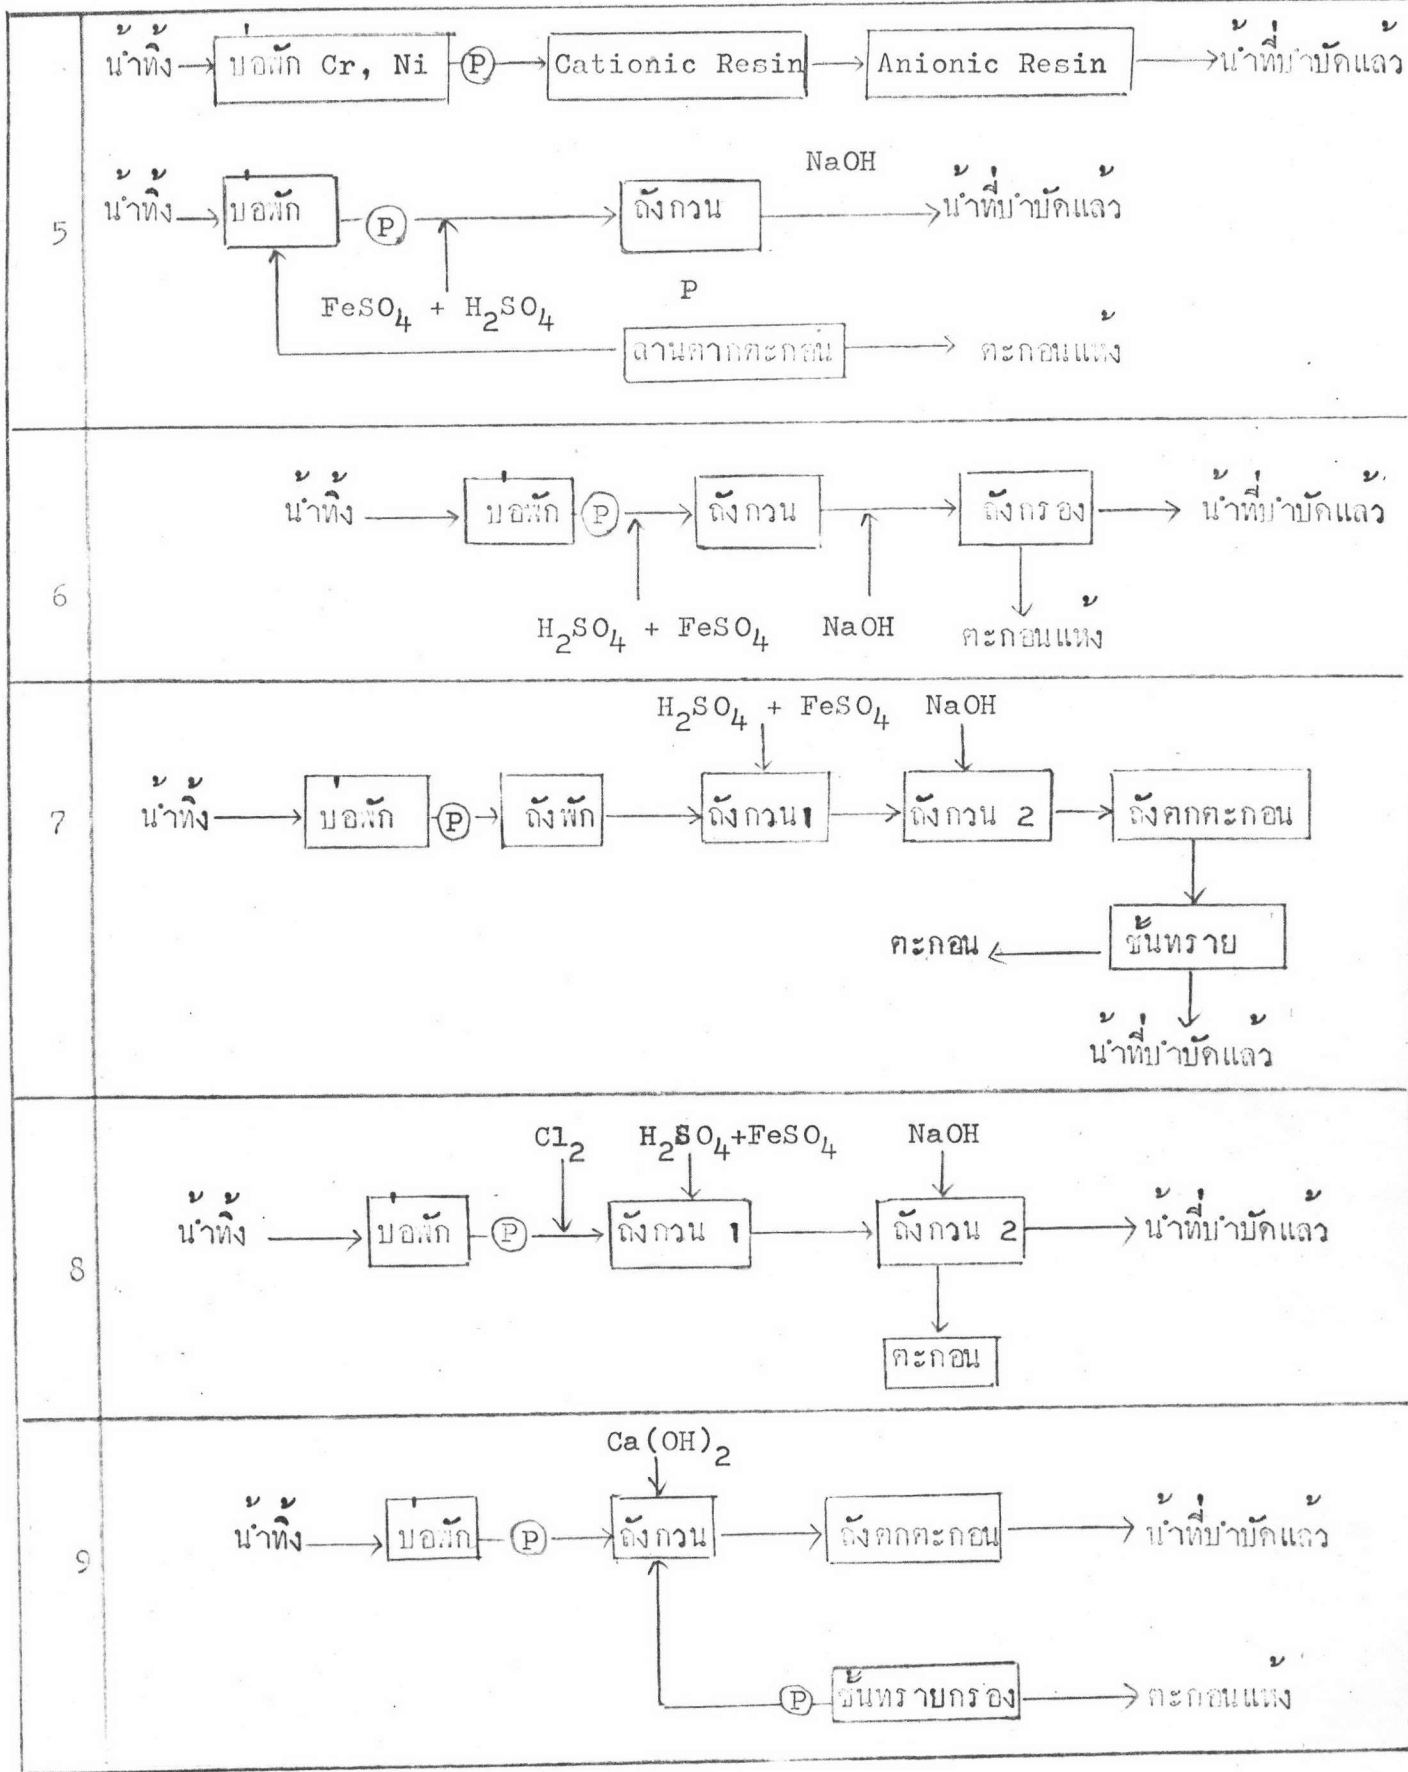 น้ำทิ้ง บ่อพัก Cr, Ni P Cationic Resin Anionic Resin น้ำที่บำบัดแล้ว
NaOH
น้ำทิ้ง บ่อพัก P ถังกวน น้ำที่บำบัดแล้ว
5
P
FeSO4 + H2SO4
ลานตากตะกอน ตะกอนแห้ง
น้ำทิ้ง บ่อพัก P ถังกวน ถังกรอง น้ำที่บำบัดแล้ว
6
H2SO4 + FeSO4 NaOH ตะกอนแห้ง
H2SO4 + FeSO4 NaOH
7 น้ำทิ้ง บ่อพัก P ถังพัก ถังกวน1 ถังกวน 2 ถังตกตะกอน
ตะกอน ชั้นทราย
น้ำที่บำบัดแล้ว
Cl2 H2SO4+FeSO4 NaOH
น้ำทิ้ง บ่อพัก P ถังกวน 1 ถังกวน 2 น้ำที่บำบัดแล้ว
8
ตะกอน
Ca(OH)2
น้ำทิ้ง บ่อพัก P ถังกวน ถังตกตะกอน น้ำที่บำบัดแล้ว
9
P ชั้นทรายกรอง ตะกอนแห้ง